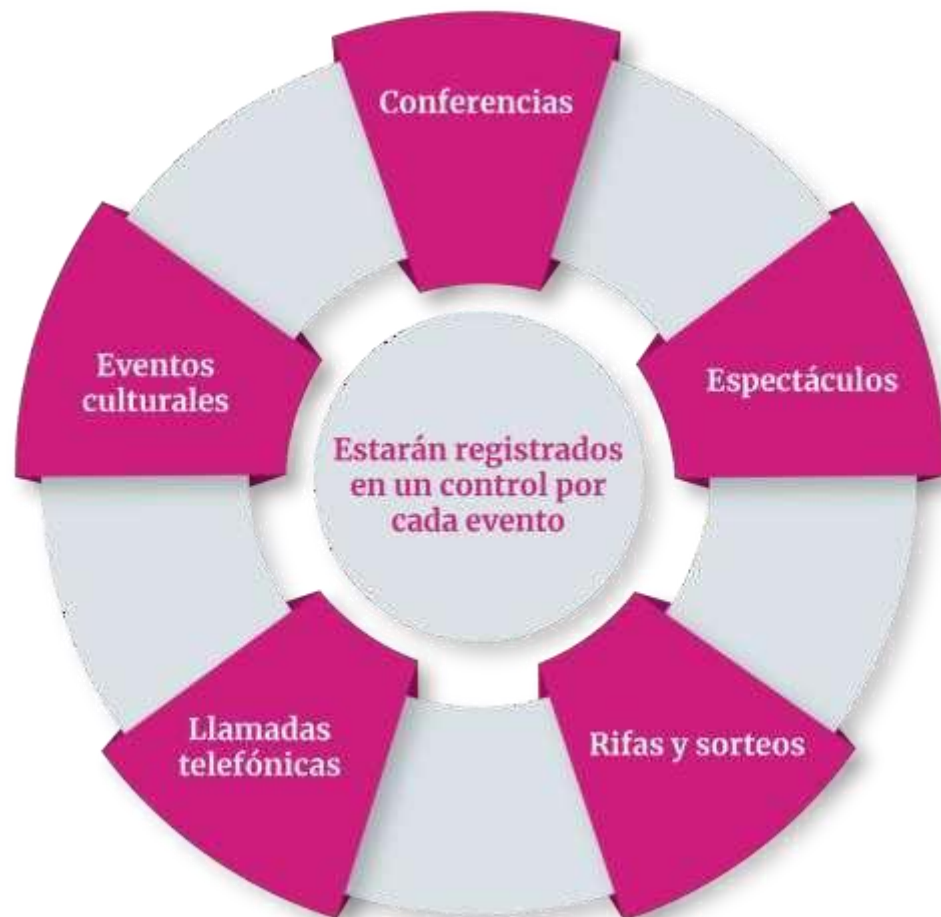 Conferencias
Espectáculos
Rifas y sorteos
Llamadas
telefónicas
Eventos
culturales
Estarán registrados
en un control por
cada evento